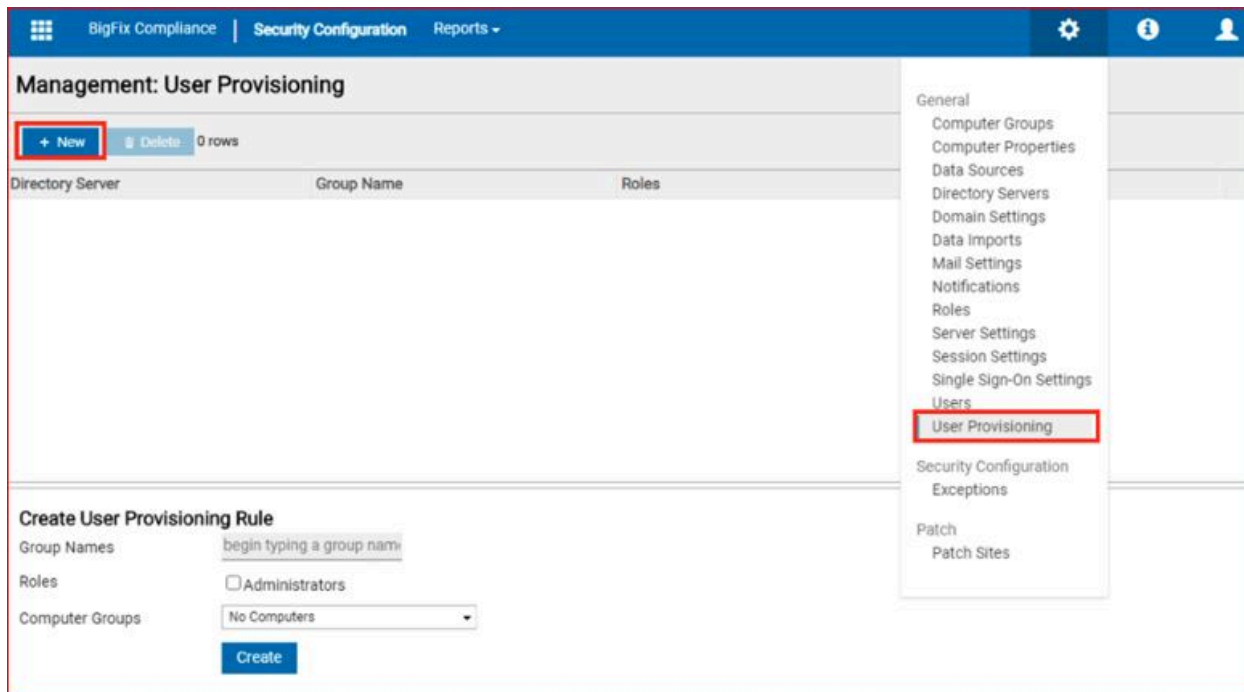 BigFix Compliance | Security Configuration Reports
Management: User Provisioning
+ New Delete 0 rows
Directory Server Group Name Roles
General
Computer Groups
Computer Properties
Data Sources
Directory Servers
Domain Settings
Data Imports
Mail Settings
Notifications
Roles
Server Settings
Session Settings
Single Sign-On Settings
Users
User Provisioning
Security Configuration
Exceptions
Patch
Patch Sites
Create User Provisioning Rule
Group Names begin typing a group name
Roles Administrators
Computer Groups No Computers
Create